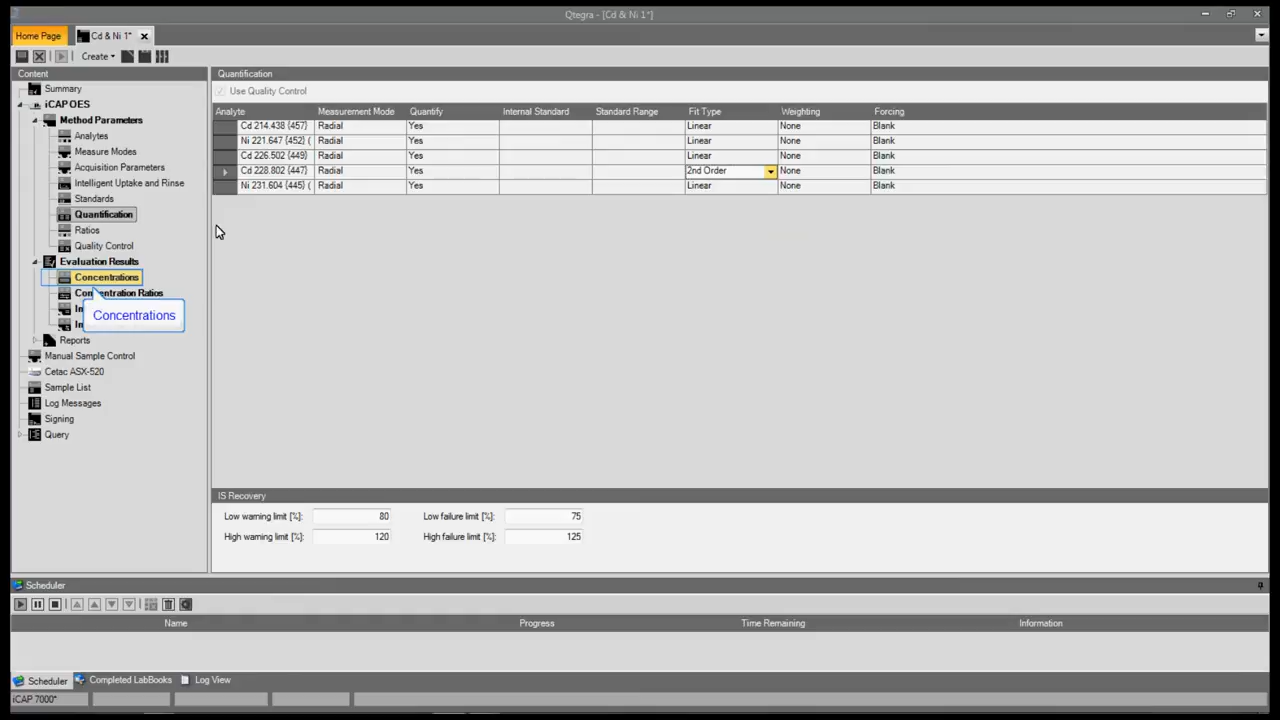 Qtegra - [Cd & Ni 1*]
Home Page
Cd & Ni 1*
Create
Content
Summary
iCAP OES
Method Parameters
Analytes
Measure Modes
Acquisition Parameters
Intelligent Uptake and Rinse
Standards
Quantification
Ratios
Quality Control
Evaluation Results
Concentrations
Concentration Ratios
Concentrations
Reports
Manual Sample Control
Cetac ASX-520
Sample List
Log Messages
Signing
Query
Quantification
Use Quality Control
Analyte Measurement Mode Quantify Internal Standard Standard Range Fit Type Weighting Forcing
Cd 214.438 {457} Radial Yes Linear None Blank
Ni 221.647 {452} ( Radial Yes Linear None Blank
Cd 226.502 {449} Radial Yes Linear None Blank
Cd 228.802 {447} Radial Yes 2nd Order None Blank
Ni 231.604 {445} ( Radial Yes Linear None Blank
IS Recovery
Low warning limit [%]: 80 Low failure limit [%]: 75
High warning limit [%]: 120 High failure limit [%]: 125
Scheduler
Name Progress Time Remaining Information
Scheduler Completed LabBooks Log View
iCAP 7000*